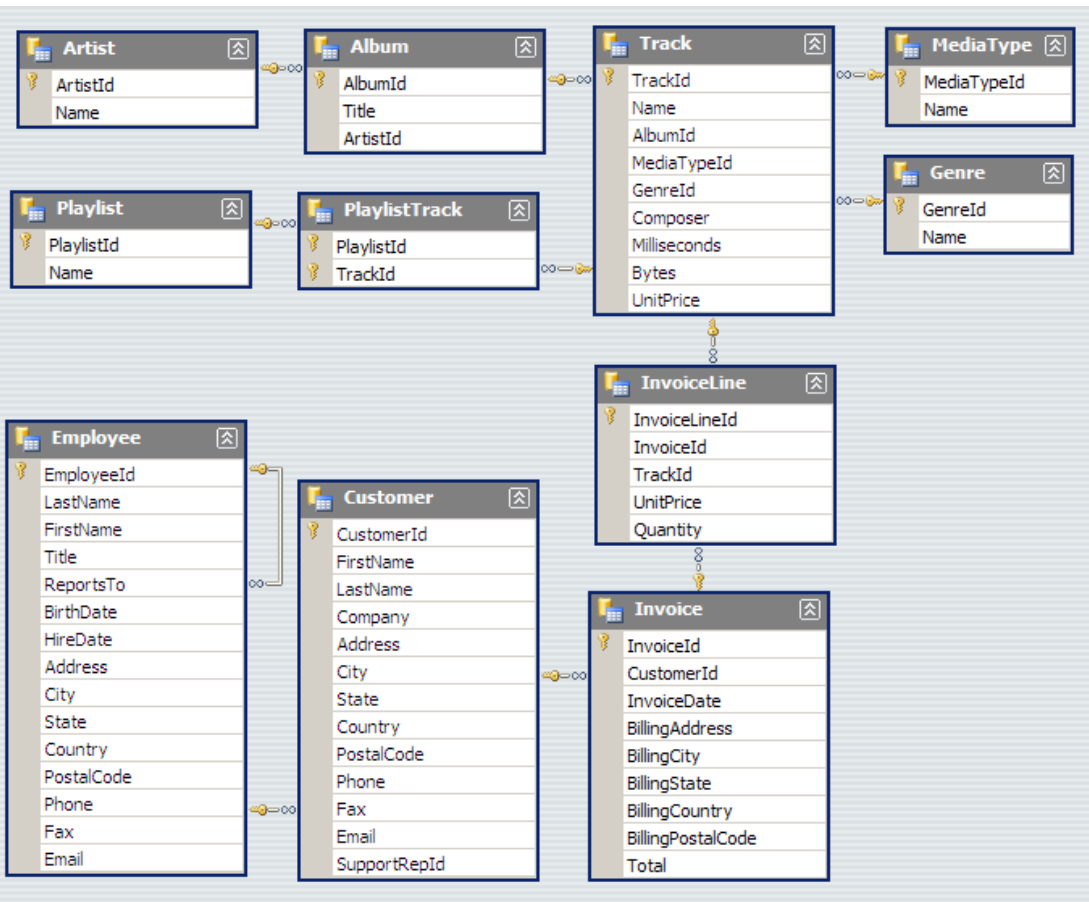 Artist
ArtistId
Name
Album
AlbumId
Title
ArtistId
Track
TrackId
Name
AlbumId
MediaTypeId
GenreId
Composer
Milliseconds
Bytes
UnitPrice
MediaType
MediaTypeId
Name
Genre
GenreId
Name
Playlist
PlaylistId
Name
PlaylistTrack
PlaylistId
TrackId
InvoiceLine
InvoiceLineId
InvoiceId
TrackId
UnitPrice
Quantity
Employee
EmployeeId
LastName
FirstName
Title
ReportsTo
BirthDate
HireDate
Address
City
State
Country
PostalCode
Phone
Fax
Email
Customer
CustomerId
FirstName
LastName
Company
Address
City
State
Country
PostalCode
Phone
Fax
Email
SupportRepId
Invoice
InvoiceId
CustomerId
InvoiceDate
BillingAddress
BillingCity
BillingState
BillingCountry
BillingPostalCode
Total